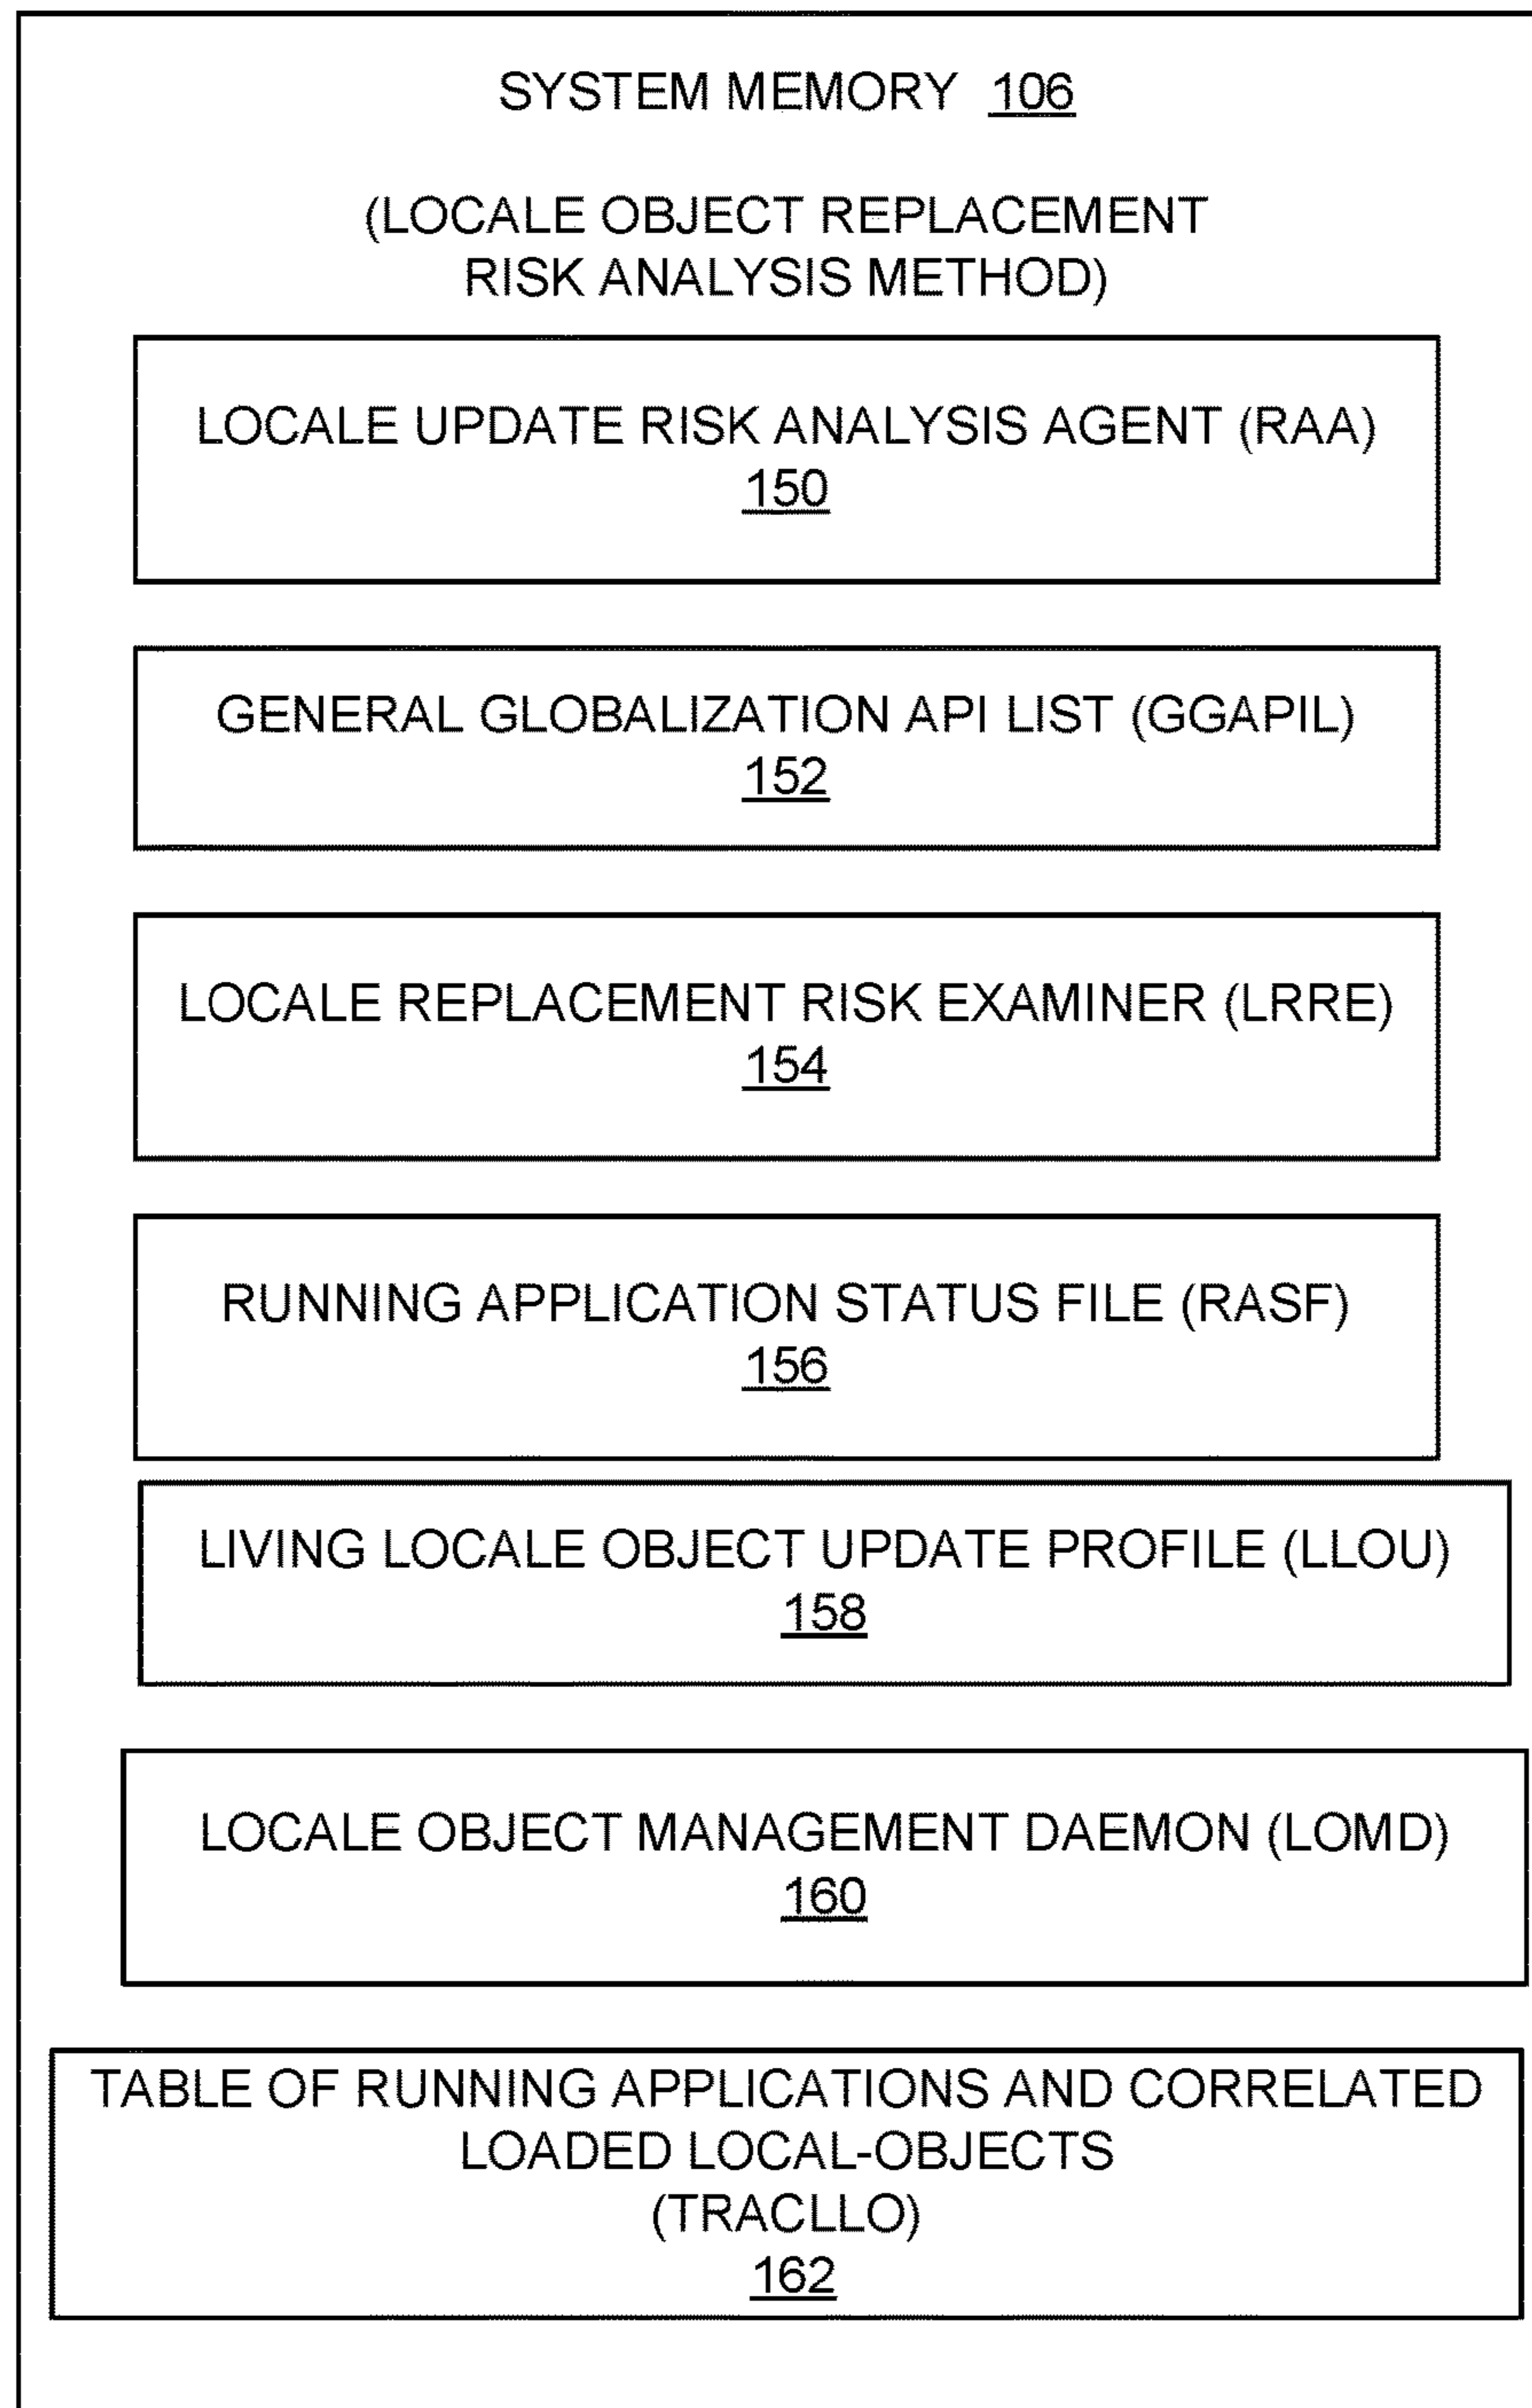 SYSTEM MEMORY 106
(LOCALE OBJECT REPLACEMENT
RISK ANALYSIS METHOD)
LOCALE UPDATE RISK ANALYSIS AGENT (RAA)
150
GENERAL GLOBALIZATION API LIST (GGAPIL)
152
LOCALE REPLACEMENT RISK EXAMINER (LRRE)
154
RUNNING APPLICATION STATUS FILE (RASF)
156
LIVING LOCALE OBJECT UPDATE PROFILE (LLOU)
158
LOCALE OBJECT MANAGEMENT DAEMON (LOMD)
160
TABLE OF RUNNING APPLICATIONS AND CORRELATED
LOADED LOCAL-OBJECTS
(TRACLLO)
162